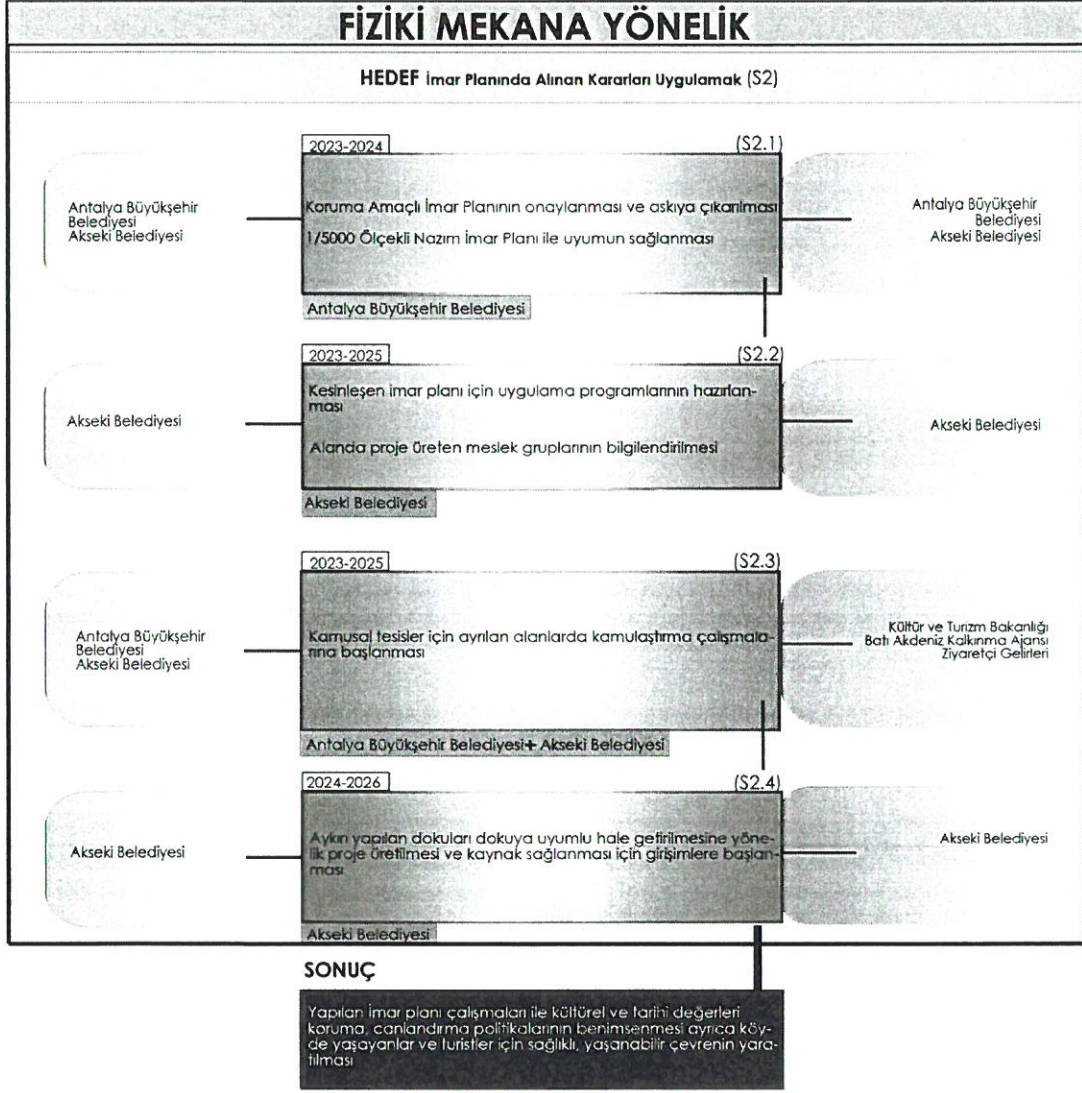 FİZİKİ MEKANA YÖNELİK
HEDEF İmar Planında Alınan Kararları Uygulamak (S2)
2023-2024
(S2.1)
Antalya Büyükşehir
Belediyesi
Akseki Belediyesi
Koruma Amaçlı İmar Planının onaylanması ve askıya çıkarılması
1/5000 Ölçekli Nazım İmar Planı ile uyumun sağlanması
Antalya Büyükşehir
Belediyesi
Akseki Belediyesi
Antalya Büyükşehir Belediyesi
2023-2025
(S2.2)
Akseki Belediyesi
Kesinleşen imar planı için uygulama programlarının hazırlan-
ması
Alanda proje üreten meslek gruplarının bilgilendirilmesi
Akseki Belediyesi
Akseki Belediyesi
2023-2025
(S2.3)
Antalya Büyükşehir
Belediyesi
Akseki Belediyesi
Kamusal tesisler için ayrılan alanlarda kamulaştırma çalışmala-
rına başlanması
Kültür ve Turizm Bakanlığı
Batı Akdeniz Kalkınma Ajansı
Ziyaretçi Gelirleri
Antalya Büyükşehir Belediyesi+ Akseki Belediyesi
2024-2026
(S2.4)
Akseki Belediyesi
Aykırı yapılan dokuları dokuya uyumlu hale getirilmesine yöne-
lik proje üretilmesi ve kaynak sağlanması için girişimlere başlan-
ması
Akseki Belediyesi
Akseki Belediyesi
SONUÇ
Yapılan İmar planı çalışmaları ile kültürel ve tarihi değerleri
koruma, canlandırma politikalarının benimsenmesi ayrıca köy-
de yaşayanlar ve turistler için sağlıklı, yaşanabilir çevrenin yara-
tılması